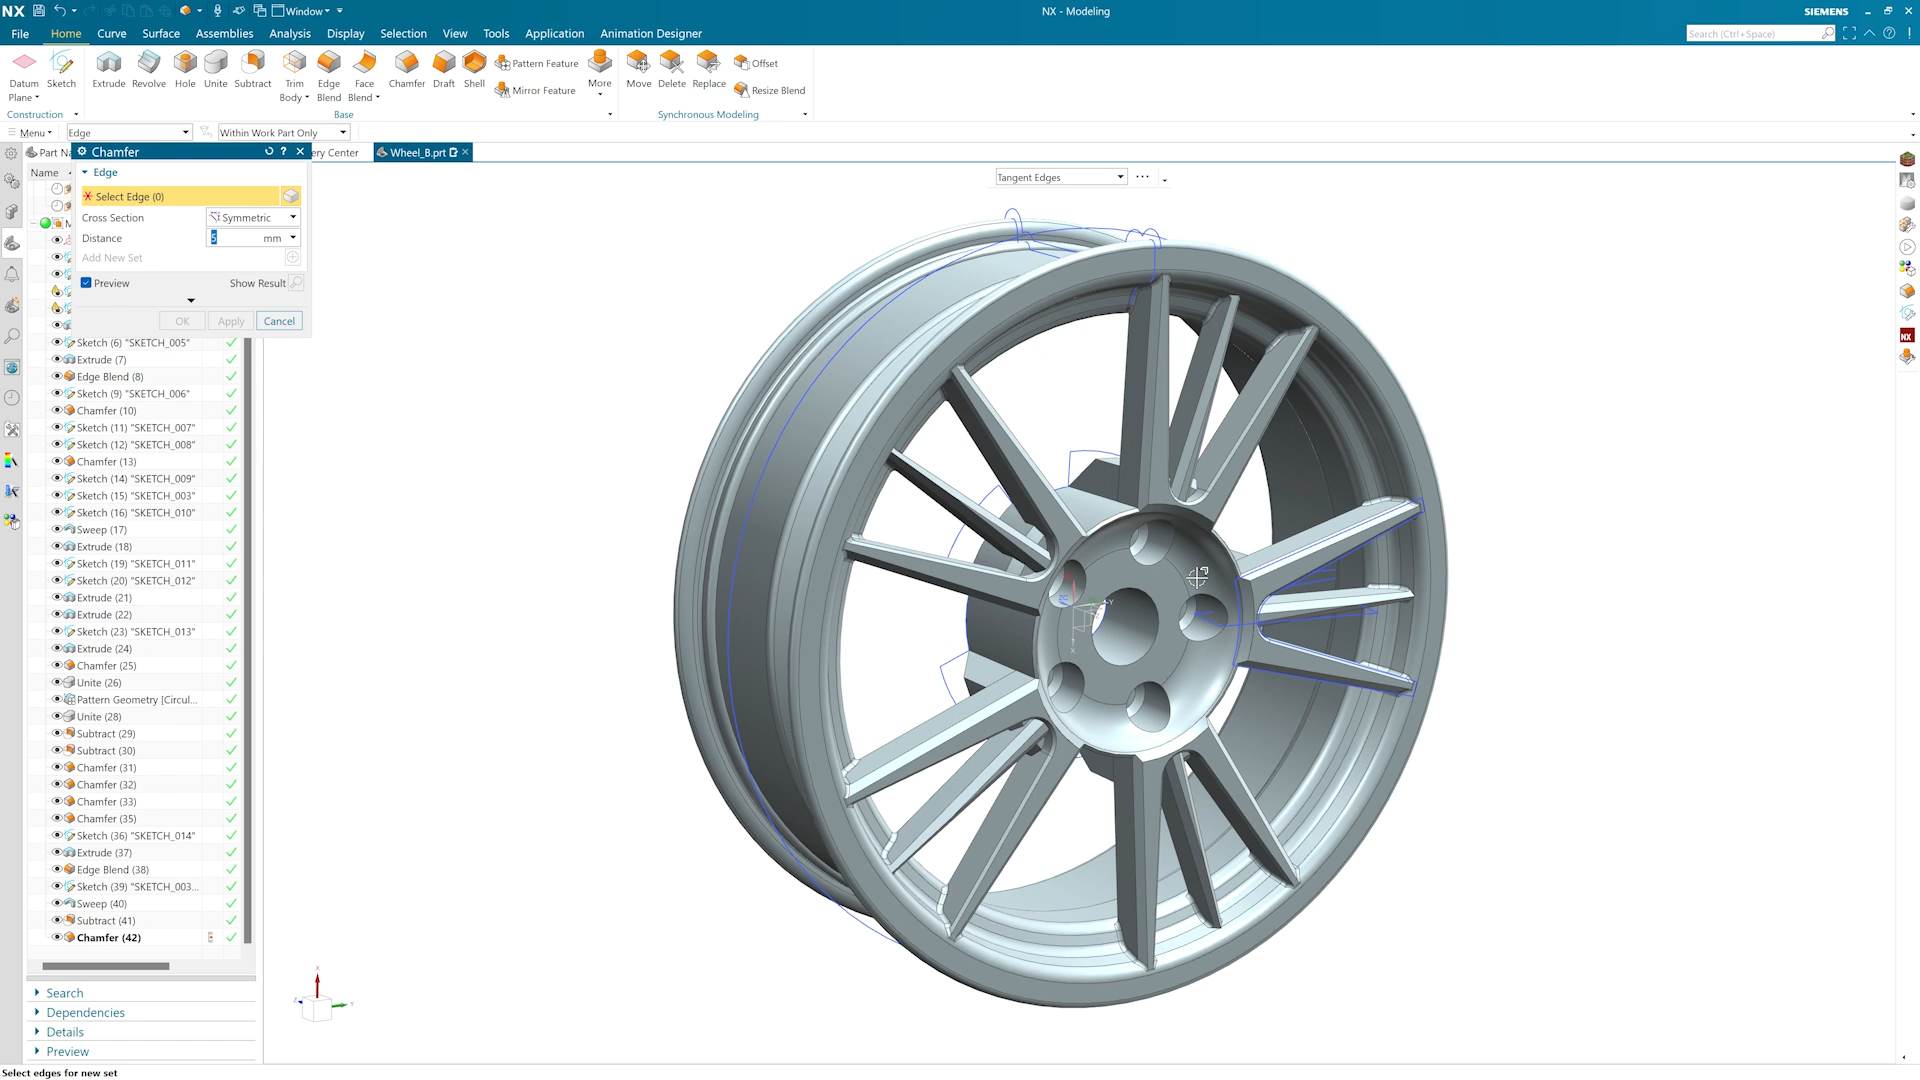 NX
Window
NX - Modeling
SIEMENS
File Home Curve Surface Assemblies Analysis Display Selection View Tools Application Animation Designer
Search (Ctrl+Space)
Datum Plane
Sketch
Extrude
Revolve
Hole
Unite
Subtract
Trim Body
Edge Blend
Face Blend
Chamfer
Draft
Shell
Pattern Feature
Mirror Feature
More
Move
Delete
Replace
Offset
Resize Blend
Construction
Base
Synchronous Modeling
Menu
Edge
Within Work Part Only
Part Na
Chamfer
ery Center
Wheel_B.prt
Name
Edge
Tangent Edges
Select Edge (0)
Cross Section
Symmetric
Distance
5
mm
Add New Set
Preview
Show Result
OK
Apply
Cancel
M
Sketch (6) "SKETCH_005"
Extrude (7)
Edge Blend (8)
Sketch (9) "SKETCH_006"
Chamfer (10)
Sketch (11) "SKETCH_007"
Sketch (12) "SKETCH_008"
Chamfer (13)
Sketch (14) "SKETCH_009"
Sketch (15) "SKETCH_003"
Sketch (16) "SKETCH_010"
Sweep (17)
Extrude (18)
Sketch (19) "SKETCH_011"
Sketch (20) "SKETCH_012"
Extrude (21)
Extrude (22)
Sketch (23) "SKETCH_013"
Extrude (24)
Chamfer (25)
Unite (26)
Pattern Geometry [Circul...
Unite (28)
Subtract (29)
Subtract (30)
Chamfer (31)
Chamfer (32)
Chamfer (33)
Chamfer (35)
Sketch (36) "SKETCH_014"
Extrude (37)
Edge Blend (38)
Sketch (39) "SKETCH_003...
Sweep (40)
Subtract (41)
Chamfer (42)
Search
Dependencies
Details
Preview
Select edges for new set